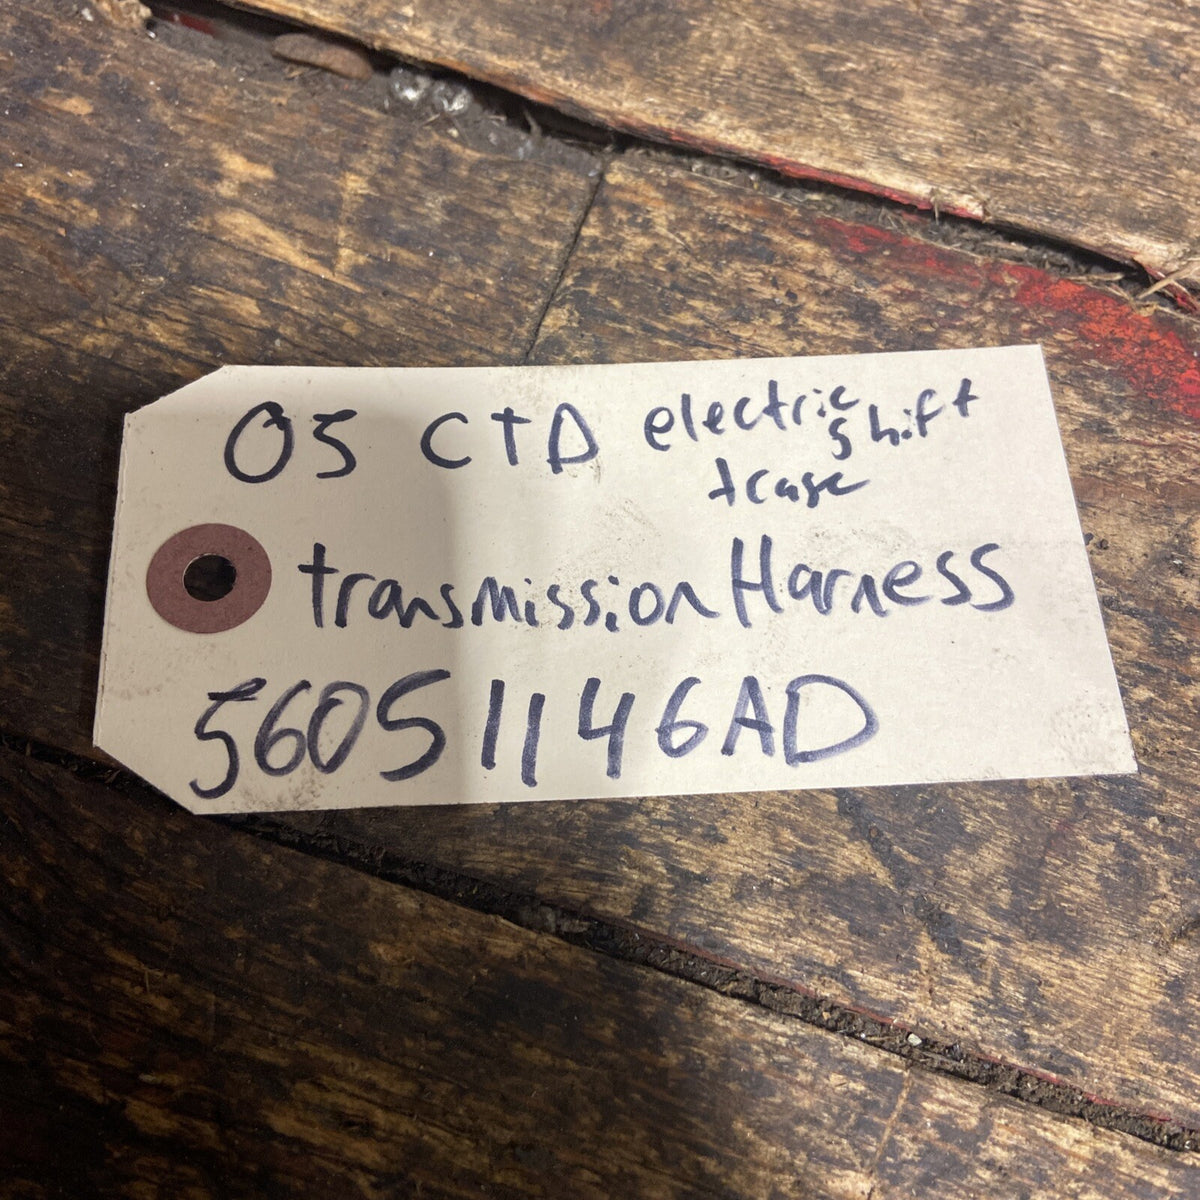 05 CTD electric shift
tcase
transmission Harness
56051146AD